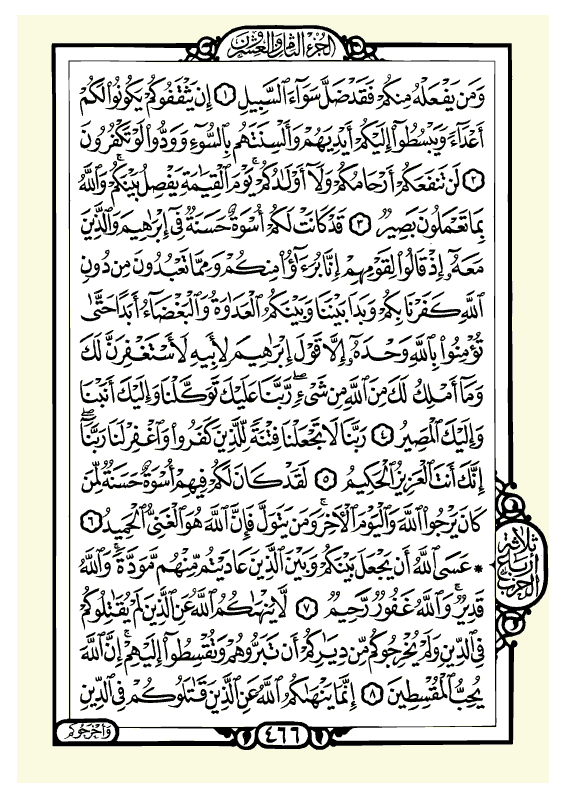 الجزء الثامن والعشرون
وَمَن يَفْعَلْهُ مِنكُمْ فَقَدْ ضَلَّ سَوَآءَ ٱلسَّبِيلِ ١ إِن يَثْقَفُوكُمْ يَكُونُوا۟ لَكُمْ
أَعْدَآءً وَيَبْسُطُوٓا۟ إِلَيْكُمْ أَيْدِيَهُمْ وَأَلْسِنَتَهُم بِٱلسُّوٓءِ وَوَدُّوا۟ لَوْ تَكْفُرُونَ
٢ لَن تَنفَعَكُمْ أَرْحَامُكُمْ وَلَآ أَوْلَٰدُكُمْ ۚ يَوْمَ ٱلْقِيَٰمَةِ يَفْصِلُ بَيْنَكُمْ ۚ وَٱللَّهُ
بِمَا تَعْمَلُونَ بَصِيرٌ ٣ قَدْ كَانَتْ لَكُمْ أُسْوَةٌ حَسَنَةٌ فِىٓ إِبْرَٰهِيمَ وَٱلَّذِينَ
مَعَهُۥٓ إِذْ قَالُوا۟ لِقَوْمِهِمْ إِنَّا بُرَءَٰٓؤُا۟ مِنكُمْ وَمِمَّا تَعْبُدُونَ مِن دُونِ
ٱللَّهِ كَفَرْنَا بِكُمْ وَبَدَا بَيْنَنَا وَبَيْنَكُمُ ٱلْعَدَٰوَةُ وَٱلْبَغْضَآءُ أَبَدًا حَتَّىٰ
تُؤْمِنُوا۟ بِٱللَّهِ وَحْدَهُۥٓ إِلَّا قَوْلَ إِبْرَٰهِيمَ لِأَبِيهِ لَأَسْتَغْفِرَنَّ لَكَ
وَمَآ أَمْلِكُ لَكَ مِنَ ٱللَّهِ مِن شَىْءٍ ۖ رَّبَّنَا عَلَيْكَ تَوَكَّلْنَا وَإِلَيْكَ أَنَبْنَا
وَإِلَيْكَ ٱلْمَصِيرُ ٤ رَبَّنَا لَا تَجْعَلْنَا فِتْنَةً لِّلَّذِينَ كَفَرُوا۟ وَٱغْفِرْ لَنَا رَبَّنَآ ۖ
إِنَّكَ أَنتَ ٱلْعَزِيزُ ٱلْحَكِيمُ ٥ لَقَدْ كَانَ لَكُمْ فِيهِمْ أُسْوَةٌ حَسَنَةٌ لِّمَن
كَانَ يَرْجُوا۟ ٱللَّهَ وَٱلْيَوْمَ ٱلْءَاخِرَ ۚ وَمَن يَتَوَلَّ فَإِنَّ ٱللَّهَ هُوَ ٱلْغَنِىُّ ٱلْحَمِيدُ ٦
* عَسَى ٱللَّهُ أَن يَجْعَلَ بَيْنَكُمْ وَبَيْنَ ٱلَّذِينَ عَادَيْتُم مِّنْهُم مَّوَدَّةً ۚ وَٱللَّهُ
قَدِيرٌ ۚ وَٱللَّهُ غَفُورٌ رَّحِيمٌ ٧ لَّا يَنْهَىٰكُمُ ٱللَّهُ عَنِ ٱلَّذِينَ لَمْ يُقَٰتِلُوكُمْ
فِى ٱلدِّينِ وَلَمْ يُخْرِجُوكُم مِّن دِيَٰرِكُمْ أَن تَبَرُّوهُمْ وَتُقْسِطُوٓا۟ إِلَيْهِمْ ۚ إِنَّ ٱللَّهَ
يُحِبُّ ٱلْمُقْسِطِينَ ٨ إِنَّمَا يَنْهَىٰكُمُ ٱللَّهُ عَنِ ٱلَّذِينَ قَٰتَلُوكُمْ فِى ٱلدِّينِ
ثلاثة
أرباع
الحزب
٤٦٦
وأخرجوكم